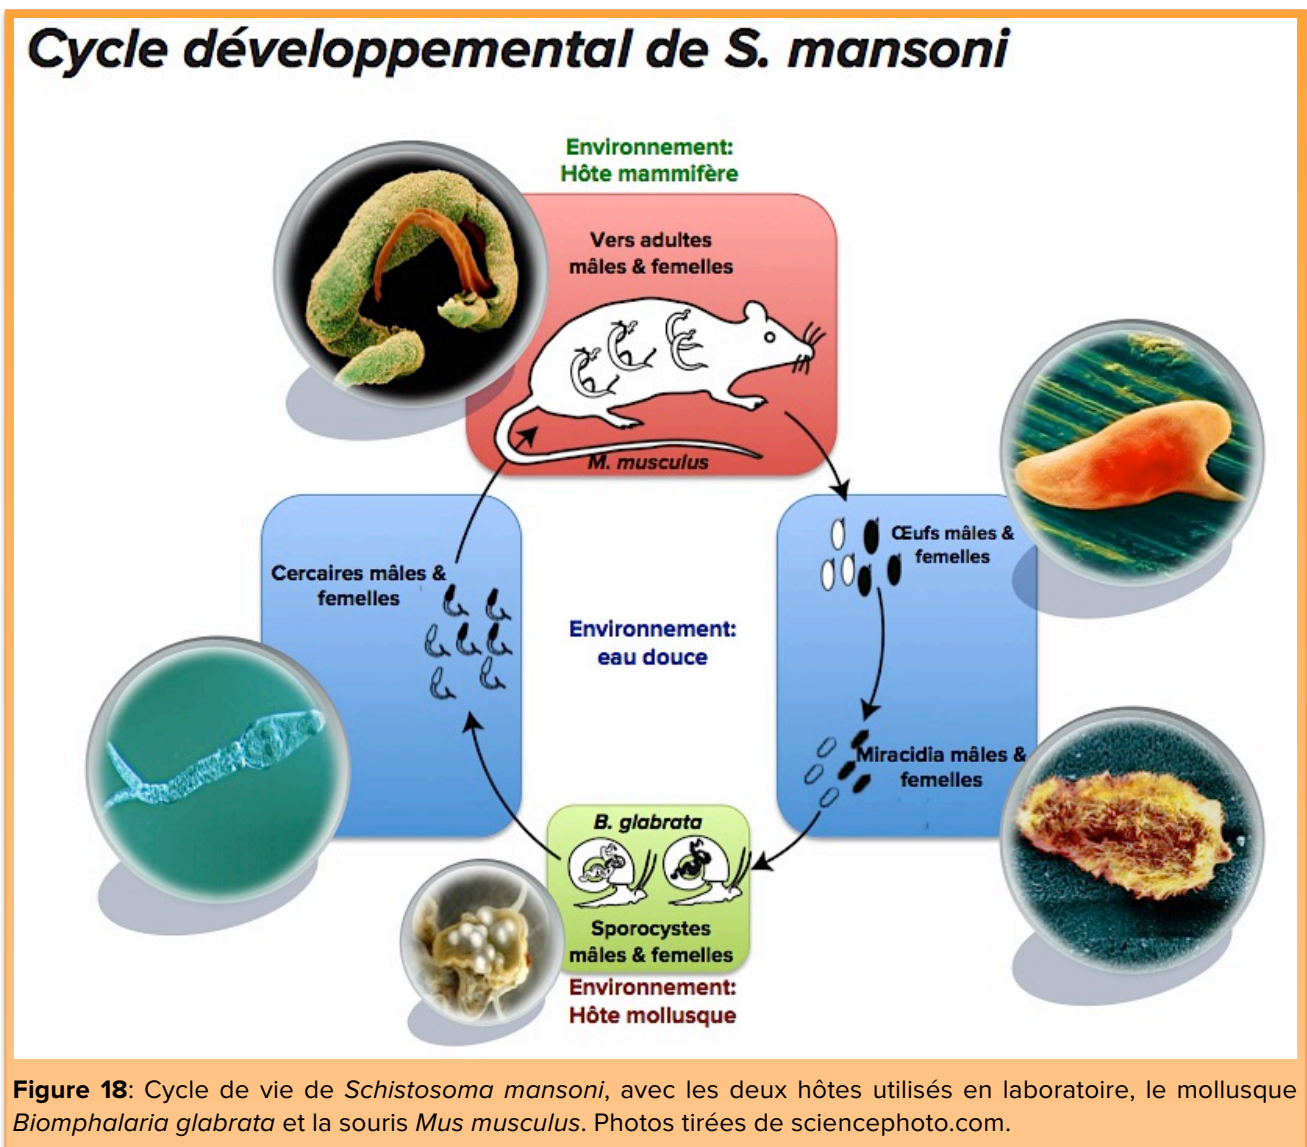 Cycle développemental de S. mansoni
Environnement:
Hôte mammifère
Vers adultes
mâles & femelles
M. musculus
Œufs mâles &
femelles
Cercaires mâles &
femelles
Environnement:
eau douce
Miracidia mâles &
femelles
B. glabrata
Sporocystes
mâles & femelles
Environnement:
Hôte mollusque
Figure 18: Cycle de vie de Schistosoma mansoni, avec les deux hôtes utilisés en laboratoire, le mollusque
Biomphalaria glabrata et la souris Mus musculus. Photos tirées de sciencephoto.com.